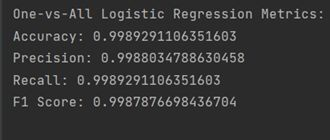 One-vs-All Logistic Regression Metrics:
Accuracy: 0.9989291106351603
Precision: 0.9988034788630458
Recall: 0.9989291106351603
F1 Score: 0.9987876698436704